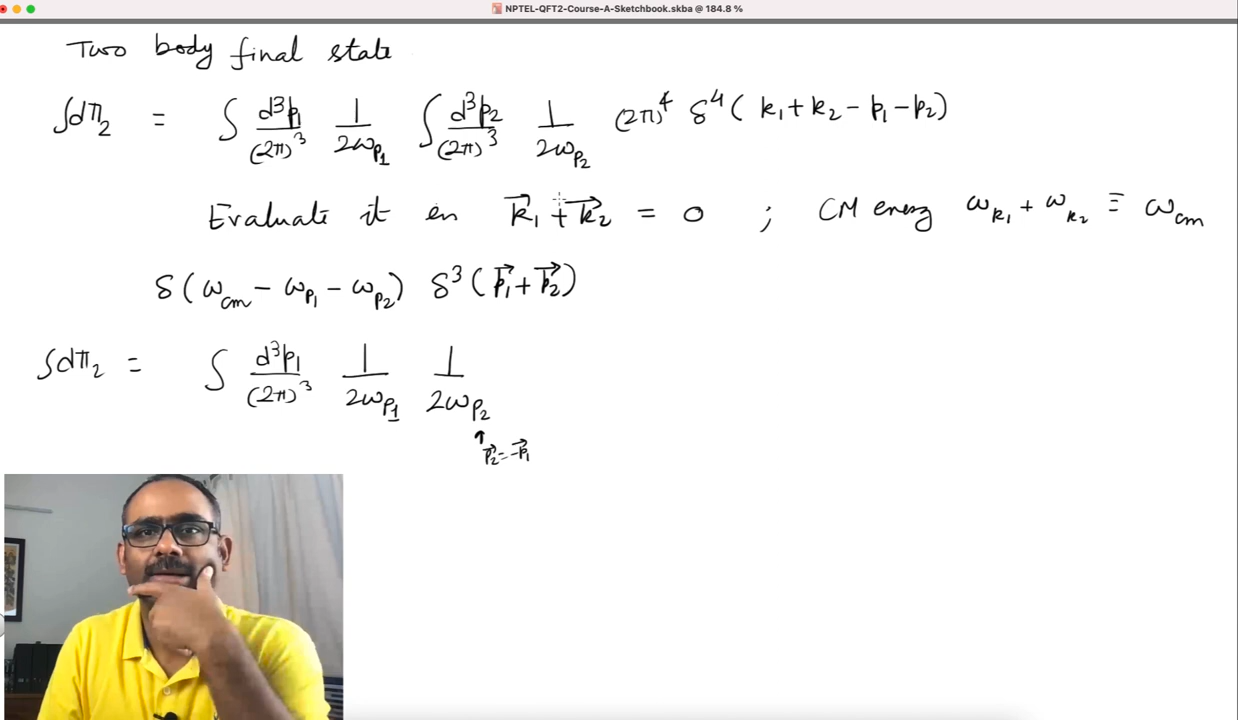 NPTEL-QFT2-Course-A-Sketchbook.skba @ 184.8 %
Two body final state
∫dπ₂ = ∫ d³p₁/(2π)³ 1/2ω_p₁ ∫ d³p₂/(2π)³ 1/2ω_p₂ (2π)⁴ δ⁴(k₁+k₂−p₁−p₂)
Evaluate it in k⃗₁+k⃗₂ = 0 ; CM energy ω_k₁ + ω_k₂ ≡ ω_cm
δ(ω_cm − ω_p₁ − ω_p₂) δ³(p⃗₁+p⃗₂)
∫dπ₂ = ∫ d³p₁/(2π)³ 1/2ω_p₁ 1/2ω_p₂
↑
p⃗₂=−p⃗₁